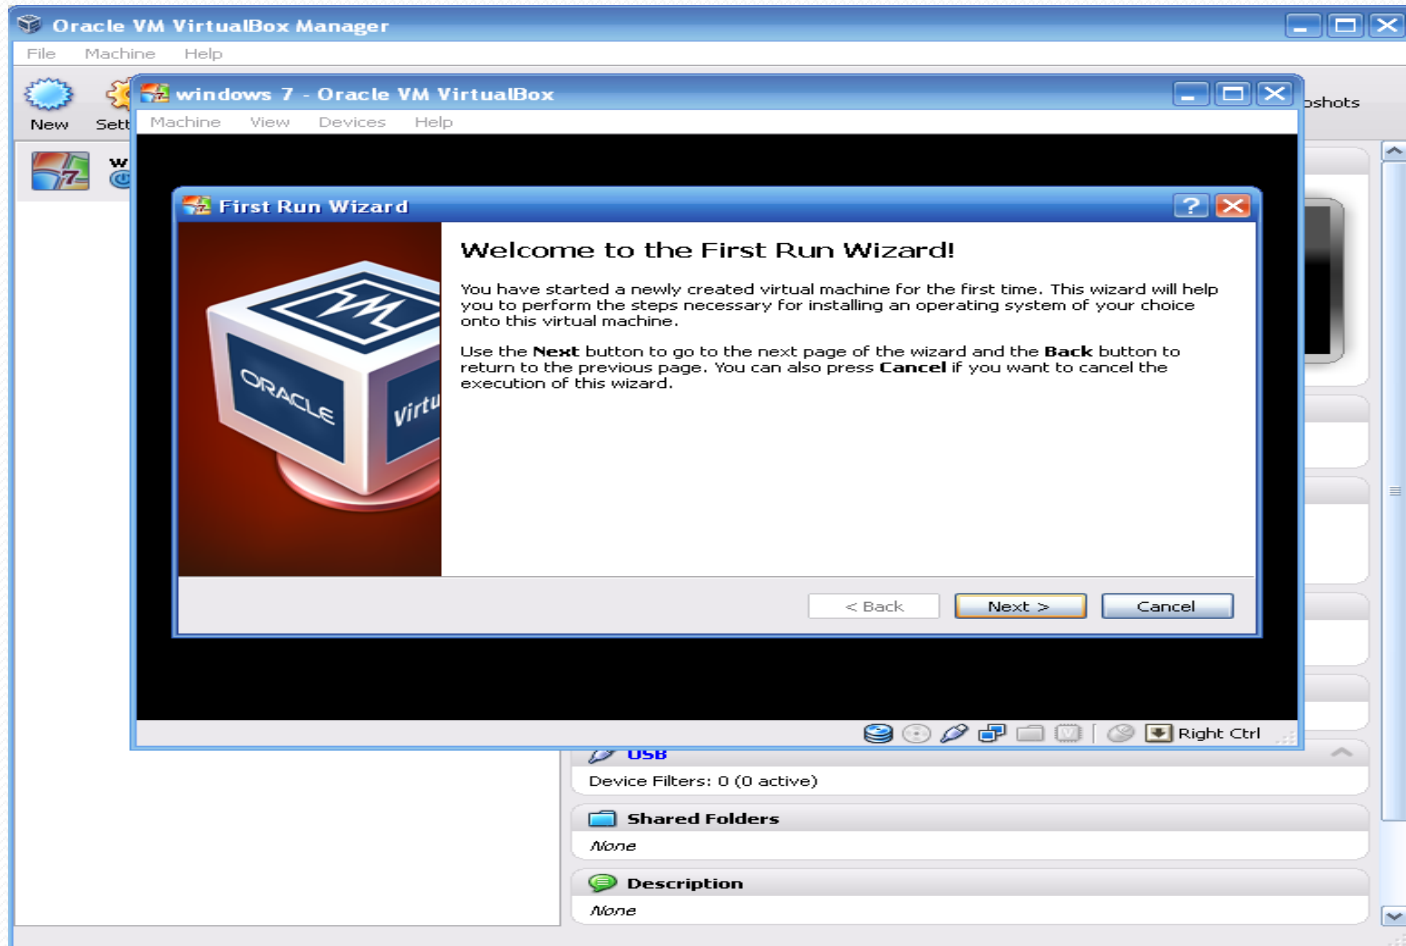 Oracle VM VirtualBox Manager
File Machine Help
New
windows 7 - Oracle VM VirtualBox
Machine View Devices Help
First Run Wizard
Welcome to the First Run Wizard!
You have started a newly created virtual machine for the first time. This wizard will help
you to perform the steps necessary for installing an operating system of your choice
onto this virtual machine.
Use the Next button to go to the next page of the wizard and the Back button to
return to the previous page. You can also press Cancel if you want to cancel the
execution of this wizard.
ORACLE
Virtu
7
< Back Next > Cancel
Right Ctrl
USB
Device Filters: 0 (0 active)
Shared Folders
None
Description
None